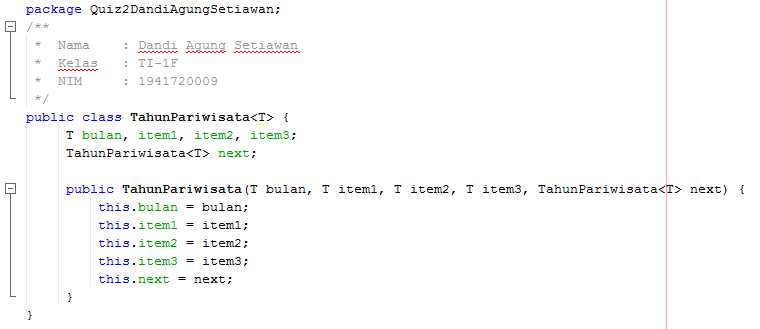 package Quiz2DandiAgungSetiawan;
/**
 *  Nama    : Dandi Agung Setiawan
 *  Kelas   : TI-1F
 *  NIM     : 1941720009
 */
public class TahunPariwisata<T> {
     T bulan, item1, item2, item3;
     TahunPariwisata<T> next;
     public TahunPariwisata(T bulan, T item1, T item2, T item3, TahunPariwisata<T> next) {
         this.bulan = bulan;
         this.item1 = item1;
         this.item2 = item2;
         this.item3 = item3;
         this.next = next;
     }
}